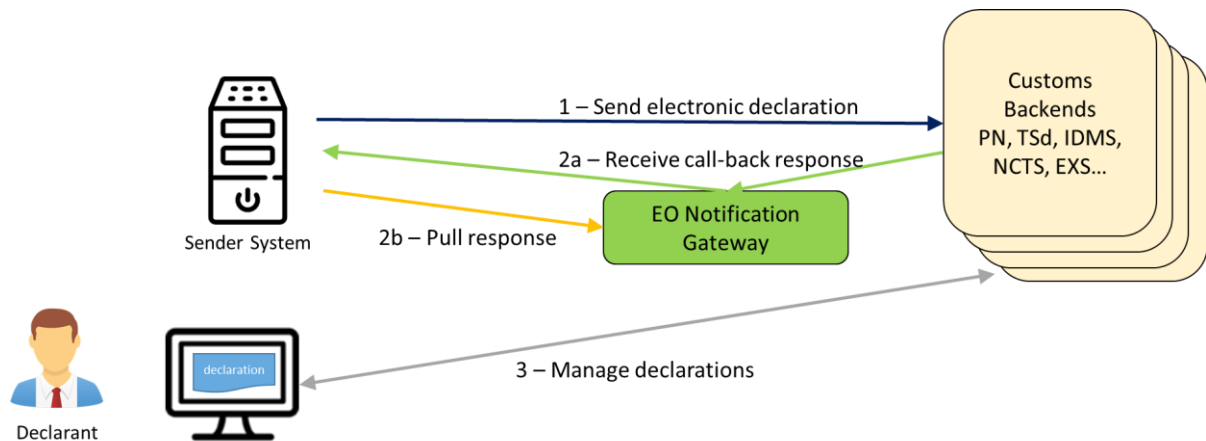 Customs
Backends
PN, TSd, IDMS,
NCTS, EXS...
1 – Send electronic declaration
2a – Receive call-back response
EO Notification
Gateway
2b – Pull response
Sender System
3 – Manage declarations
declaration
Declarant